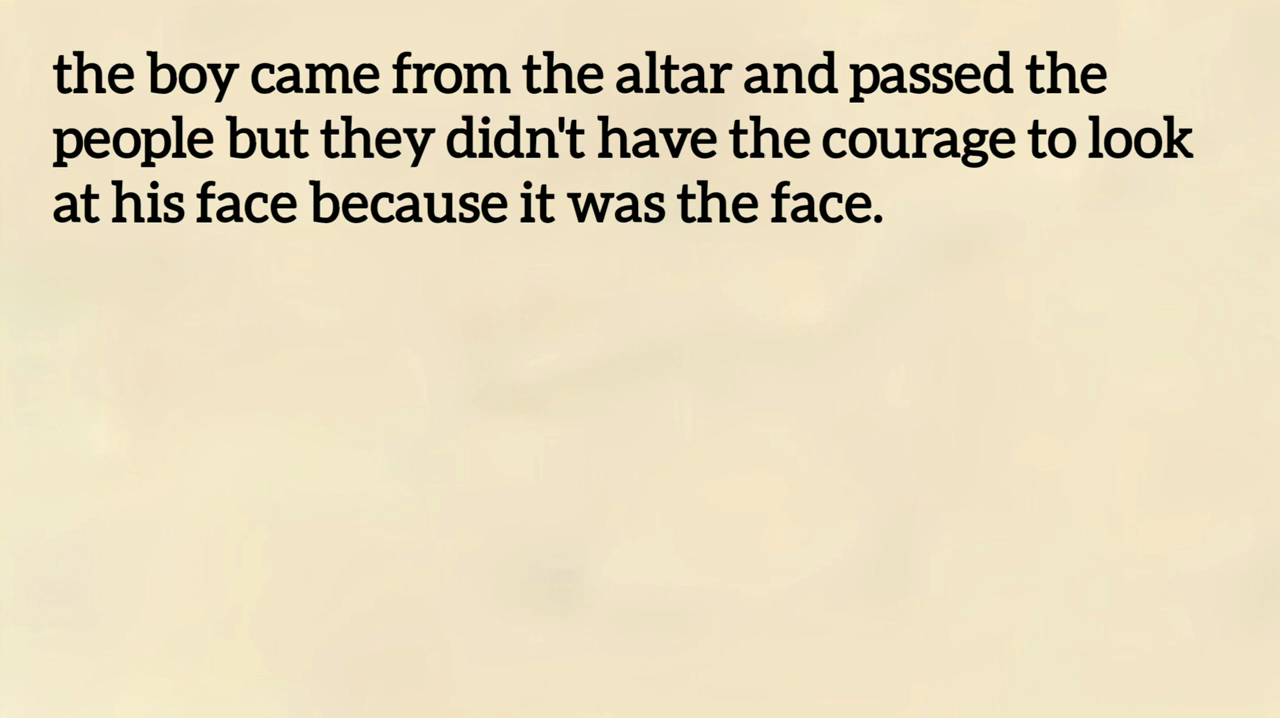 the boy came from the altar and passed the
people but they didn't have the courage to look
at his face because it was the face.